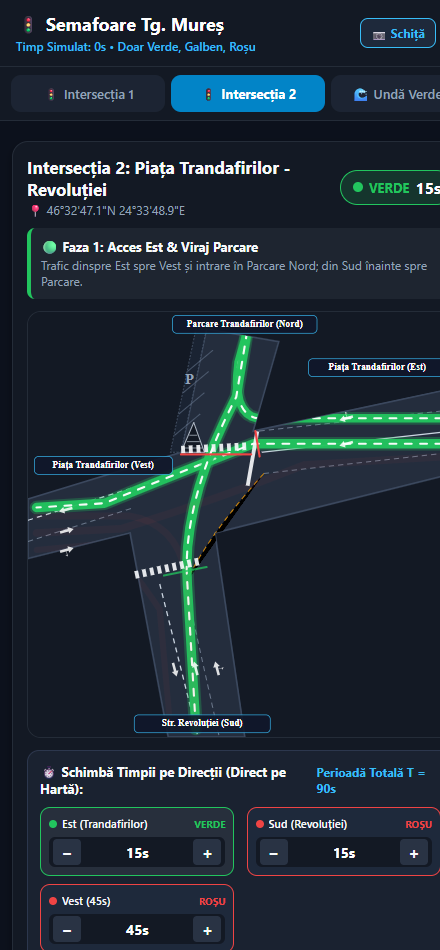 Semafoare Tg. Mureș
Timp Simulat: 0s • Doar Verde, Galben, Roșu
Schiță
Intersecția 1
Intersecția 2
Undă Verde
Intersecția 2: Piața Trandafirilor -
Revoluției
VERDE 15s
46°32'47.1"N 24°33'48.9"E
Faza 1: Acces Est & Viraj Parcare
Trafic dinspre Est spre Vest și intrare în Parcare Nord; din Sud înainte spre
Parcare.
Parcare Trandafirilor (Nord)
Piața Trandafirilor (Est)
P
Piața Trandafirilor (Vest)
Str. Revoluției (Sud)
Schimbă Timpii pe Direcții (Direct pe
Hartă):
Perioadă Totală T =
90s
Est (Trandafirilor) VERDE
− 15s +
Sud (Revoluției) ROȘU
− 15s +
Vest (45s) ROȘU
− 45s +